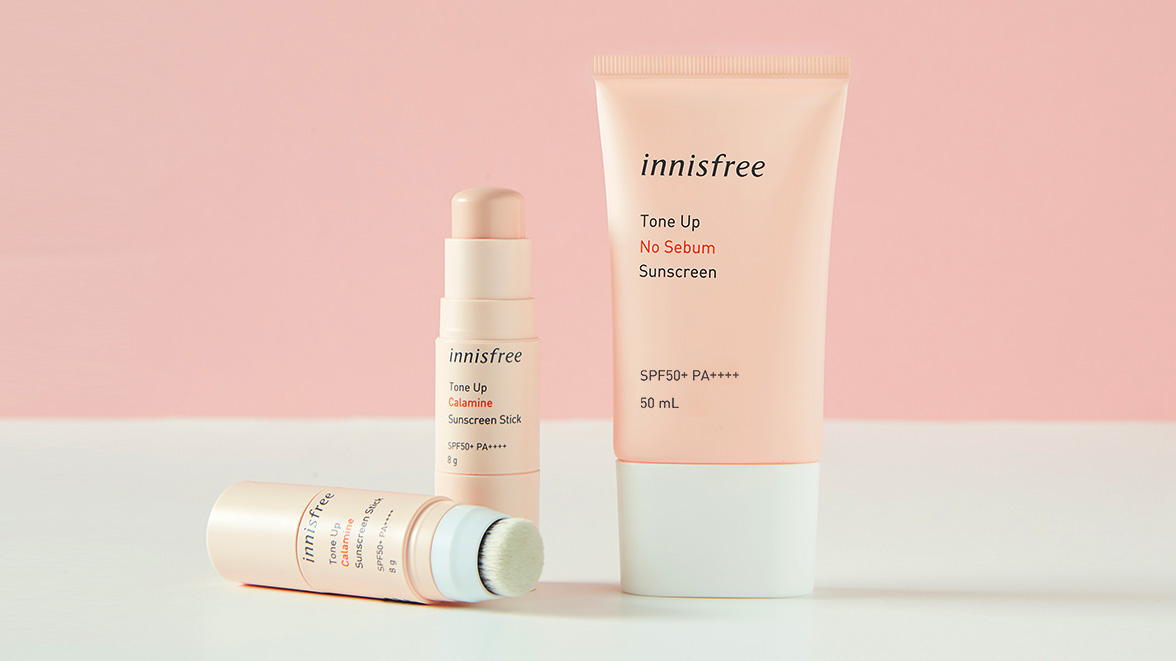 innisfree
Tone Up
No Sebum
Sunscreen
SPF50+ PA++++
50 mL
innisfree
Tone Up
Calamine
Sunscreen Stick
SPF50+ PA++++
8 g
innisfree
Tone Up
Calamine
Sunscreen Stick
SPF50+ PA++++
8 g